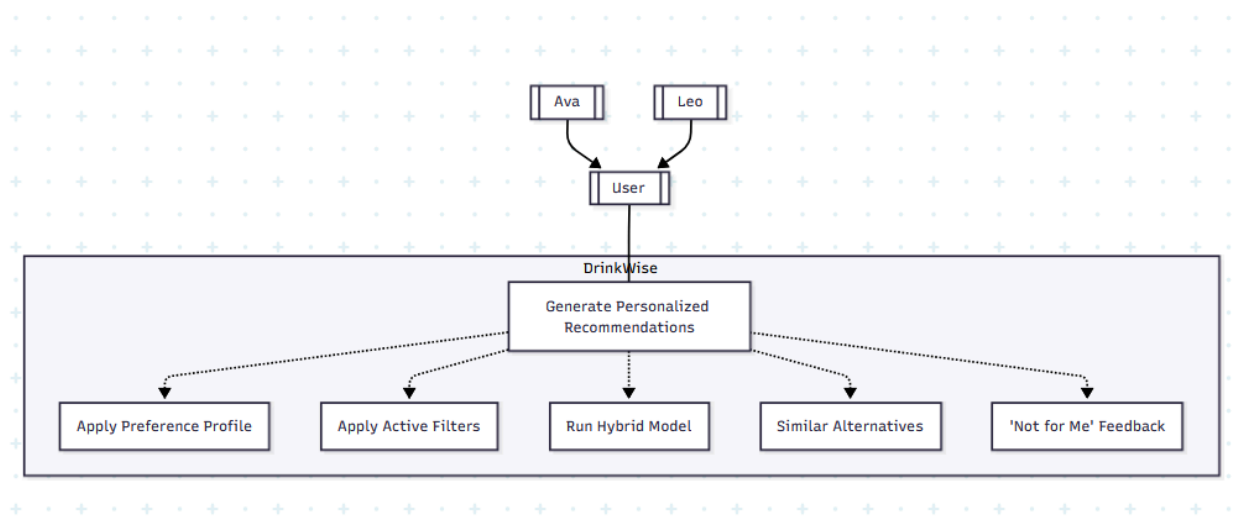 Ava
Leo
User
DrinkWise
Generate Personalized
Recommendations
Apply Preference Profile
Apply Active Filters
Run Hybrid Model
Similar Alternatives
'Not for Me' Feedback